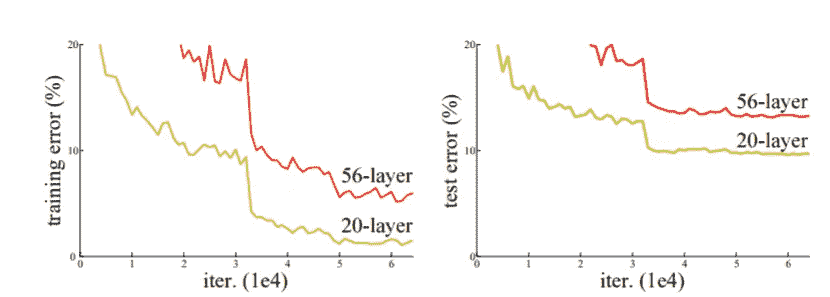 training error (%)
20
10
0
0 1 2 3 4 5 6
iter. (1e4)
56-layer
20-layer
test error (%)
20
10
0
0 1 2 3 4 5 6
iter. (1e4)
56-layer
20-layer